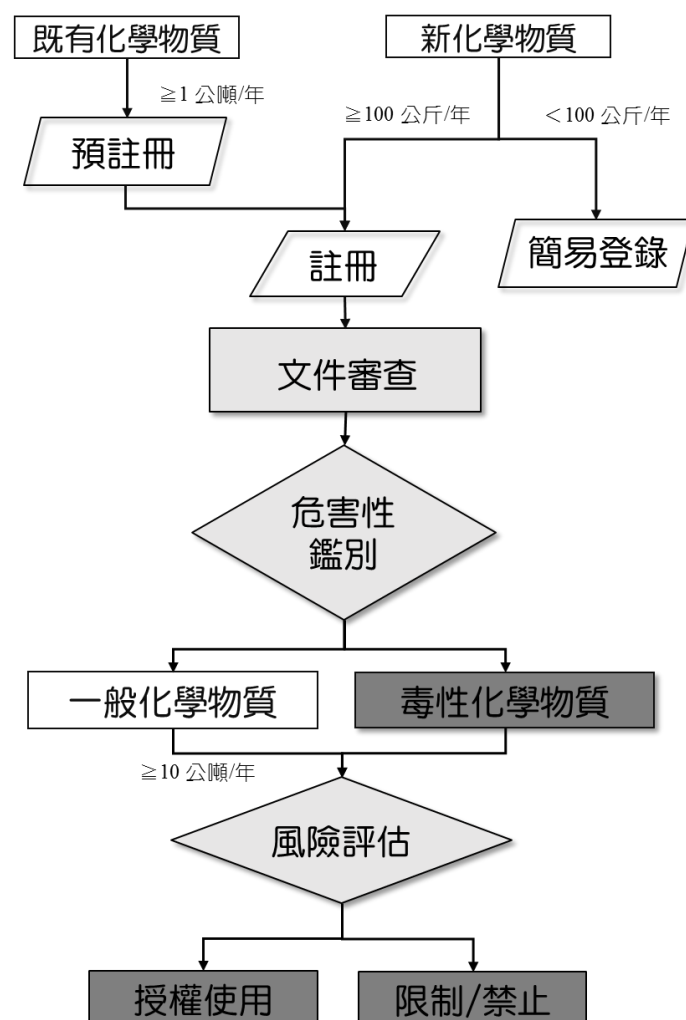 既有化學物質
新化學物質
≧1 公噸/年
≧100 公斤/年
＜100 公斤/年
預註冊
註冊
簡易登錄
文件審查
危害性
鑑別
一般化學物質
毒性化學物質
≧10 公噸/年
風險評估
授權使用
限制/禁止